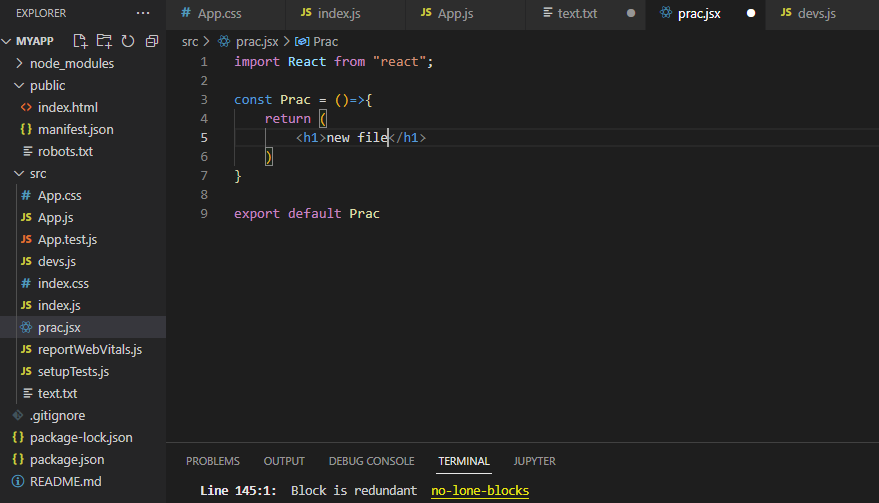 EXPLORER ...
MYAPP
node_modules
public
index.html
manifest.json
robots.txt
src
App.css
App.js
App.test.js
devs.js
index.css
index.js
prac.jsx
reportWebVitals.js
setupTests.js
text.txt
.gitignore
package-lock.json
package.json
README.md
# App.css JS index.js JS App.js text.txt prac.jsx JS devs.js
src > prac.jsx > Prac
1 import React from "react";
2
3 const Prac = ()=>{
4 return (
5 <h1>new file</h1>
6 )
7 }
8
9 export default Prac
PROBLEMS OUTPUT DEBUG CONSOLE TERMINAL JUPYTER
Line 145:1: Block is redundant no-lone-blocks